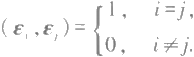 (ε_i, ε_j) = { 1, i=j,
0, i≠j.